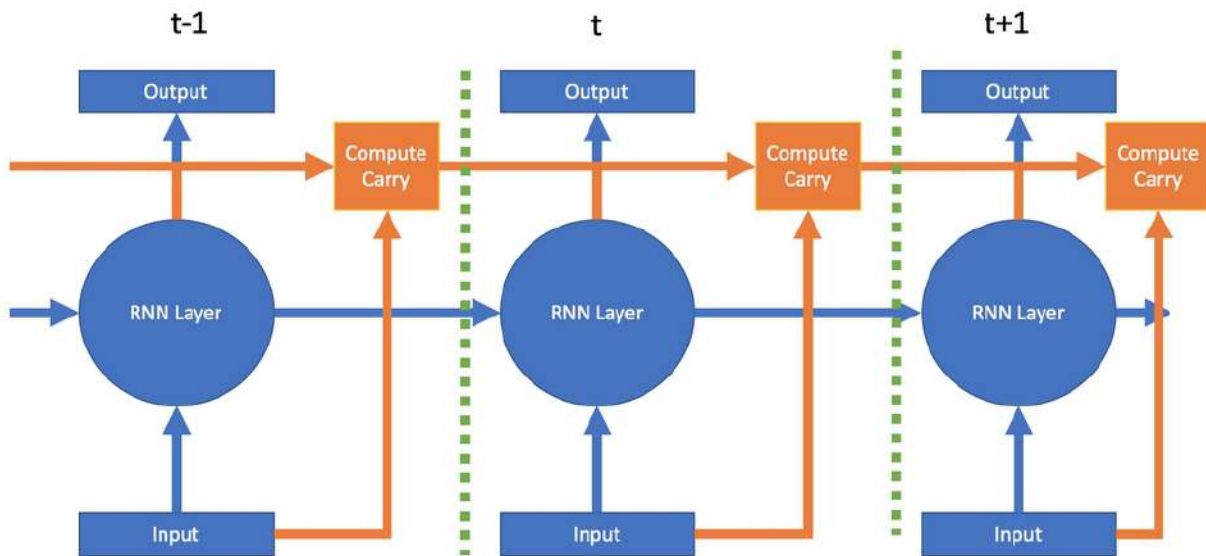 t-1
t
t+1
Output
Output
Output
Compute
Carry
Compute
Carry
Compute
Carry
RNN Layer
RNN Layer
RNN Layer
Input
Input
Input